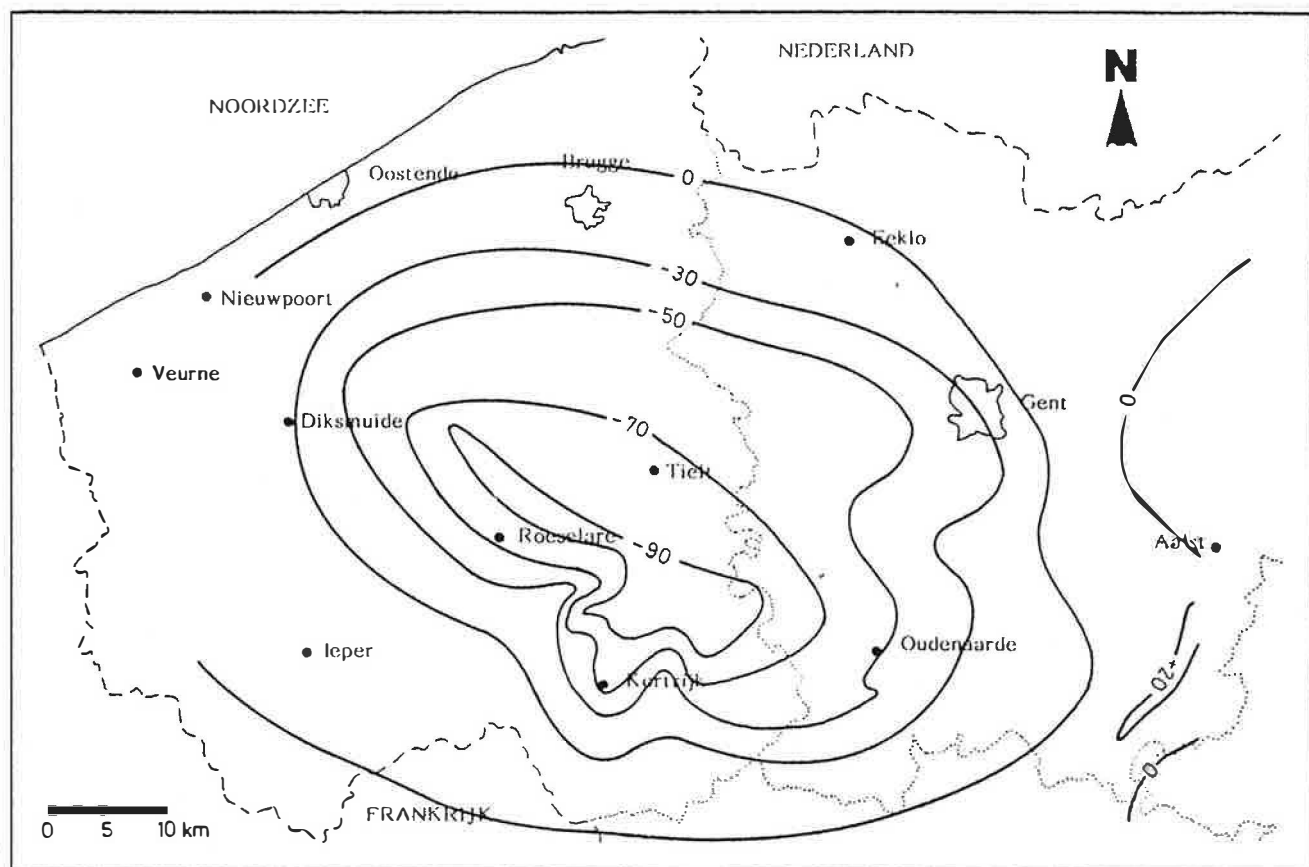 NEDERLAND
N
NOORDZEE
Brugge
Oostende
0
Eeklo
-30
Nieuwpoort
-50
Veurne
0
Gent
Diksmuide
-70
Tielt
Roeselare
-90
Aalst
Ieper
Oudenaarde
Kortrijk
+20
0
FRANKRIJK
0 5 10 km